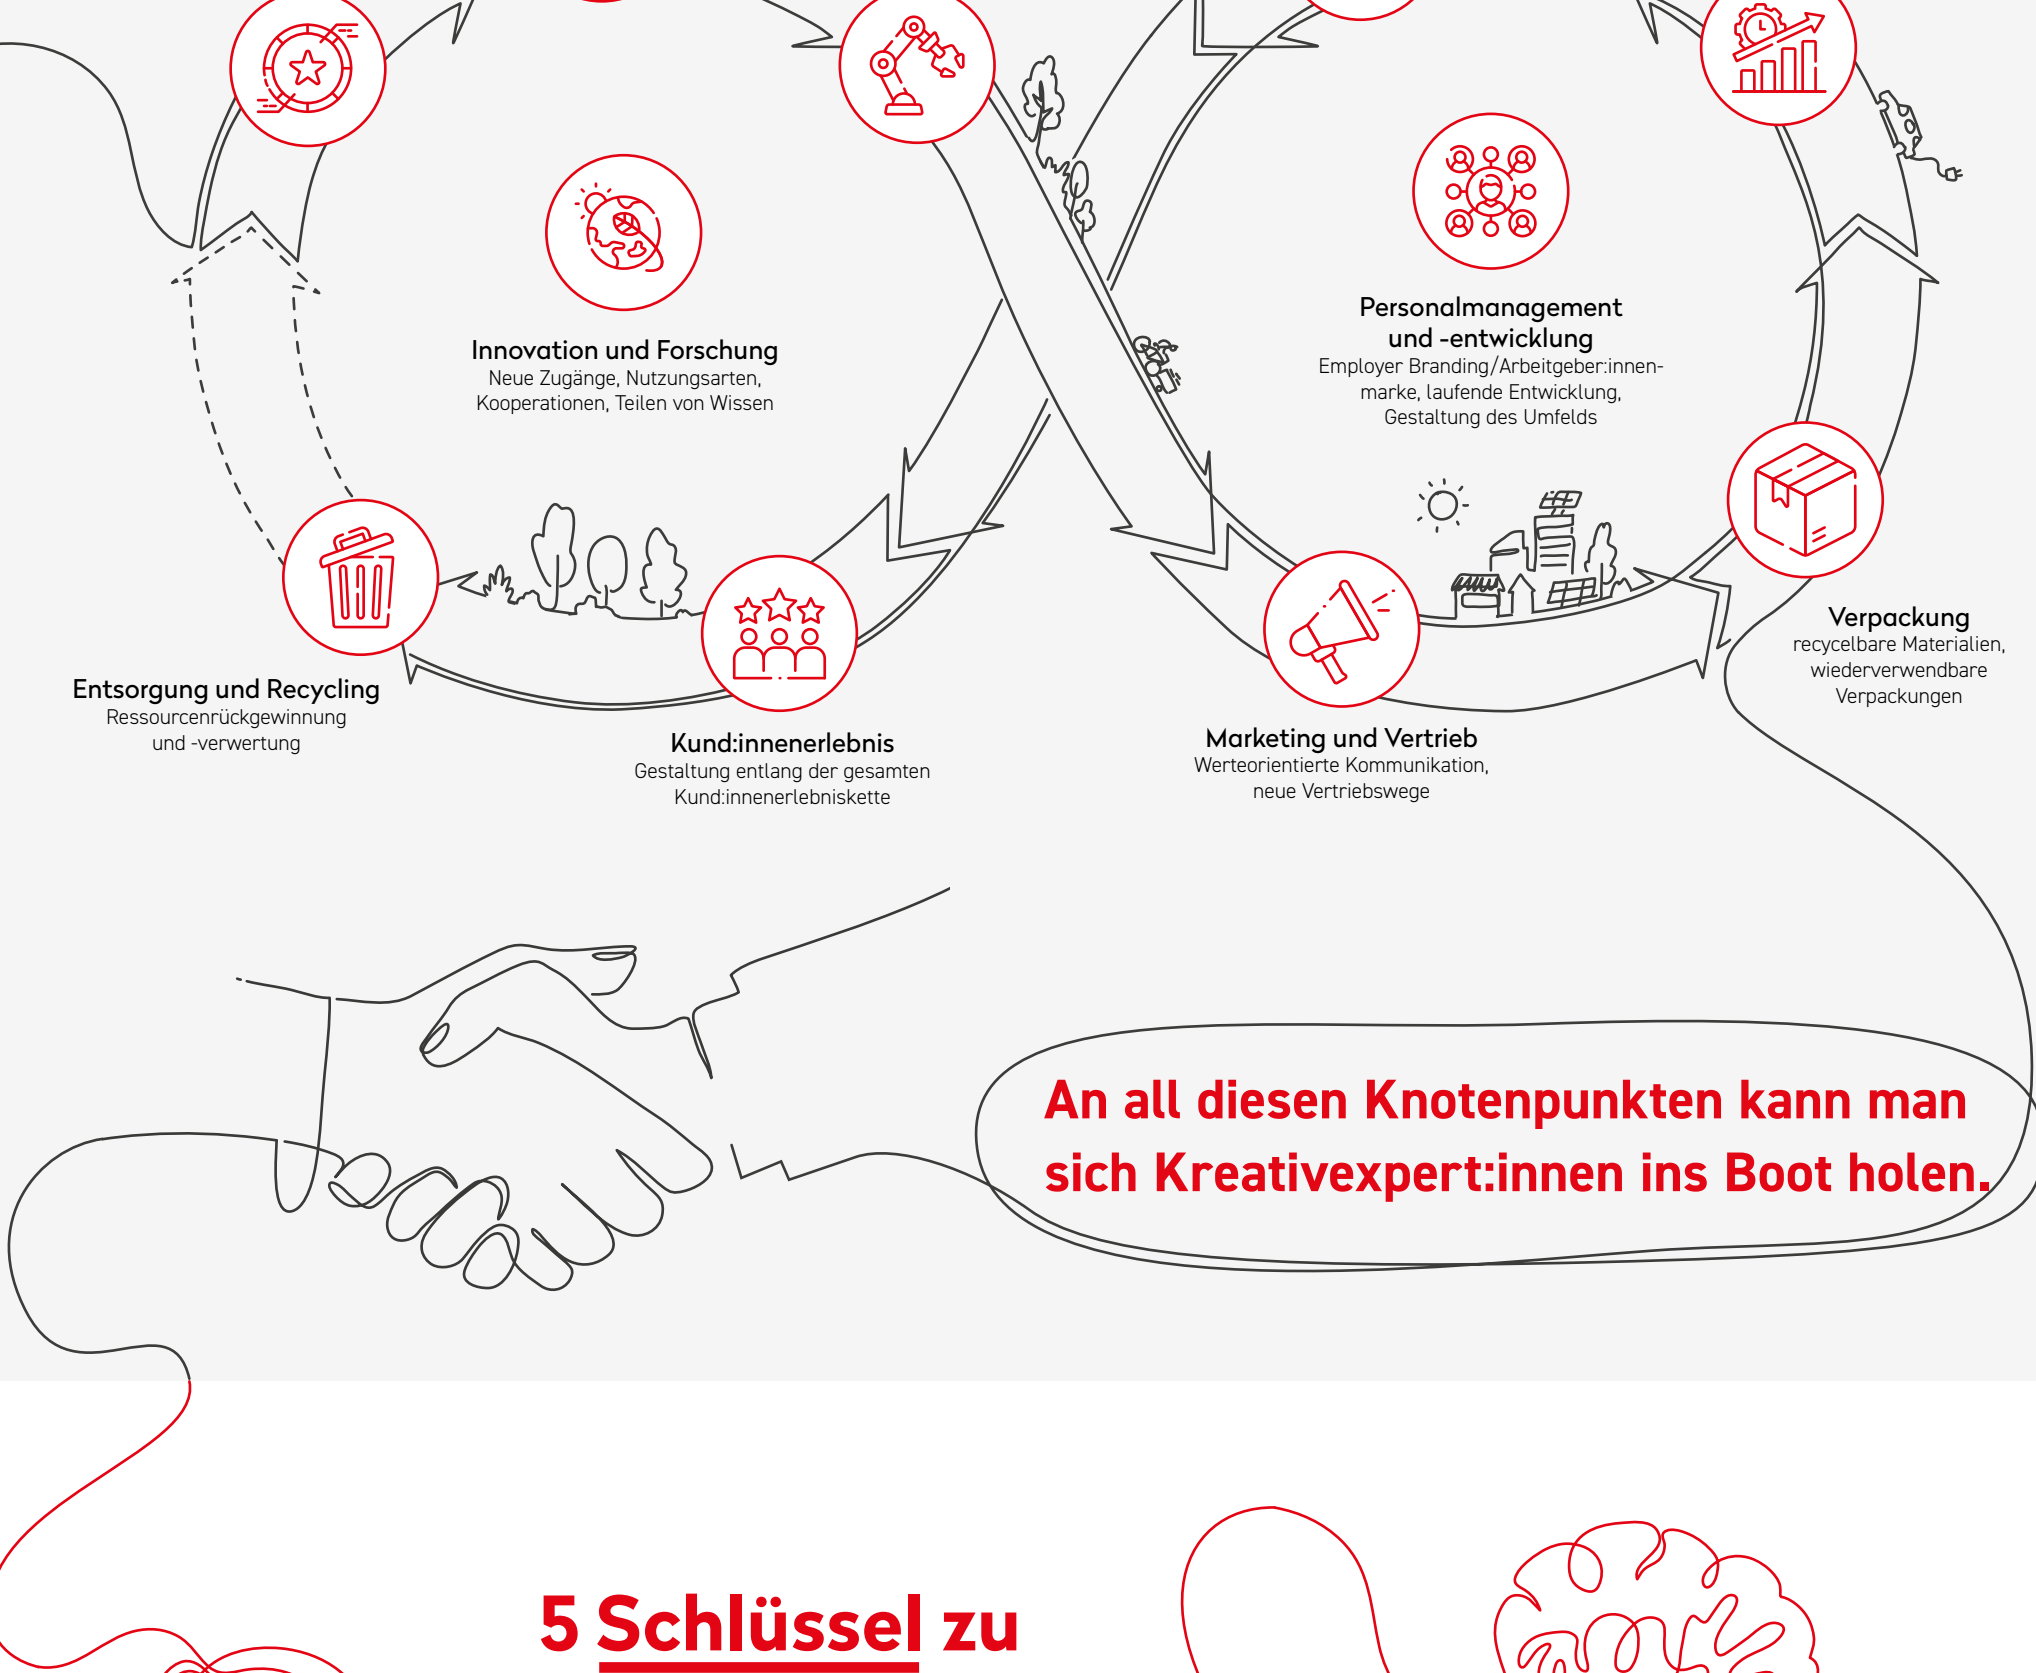 Innovation und Forschung
Neue Zugänge, Nutzungsarten,
Kooperationen, Teilen von Wissen
Personalmanagement
und -entwicklung
Employer Branding/Arbeitgeber:innen-
marke, laufende Entwicklung,
Gestaltung des Umfelds
Entsorgung und Recycling
Ressourcenrückgewinnung
und -verwertung
Kund:innenerlebnis
Gestaltung entlang der gesamten
Kund:innenerlebniskette
Marketing und Vertrieb
Werteorientierte Kommunikation,
neue Vertriebswege
Verpackung
recycelbare Materialien,
wiederverwendbare
Verpackungen
An all diesen Knotenpunkten kann man
sich Kreativexpert:innen ins Boot holen.
5 Schlüssel zu